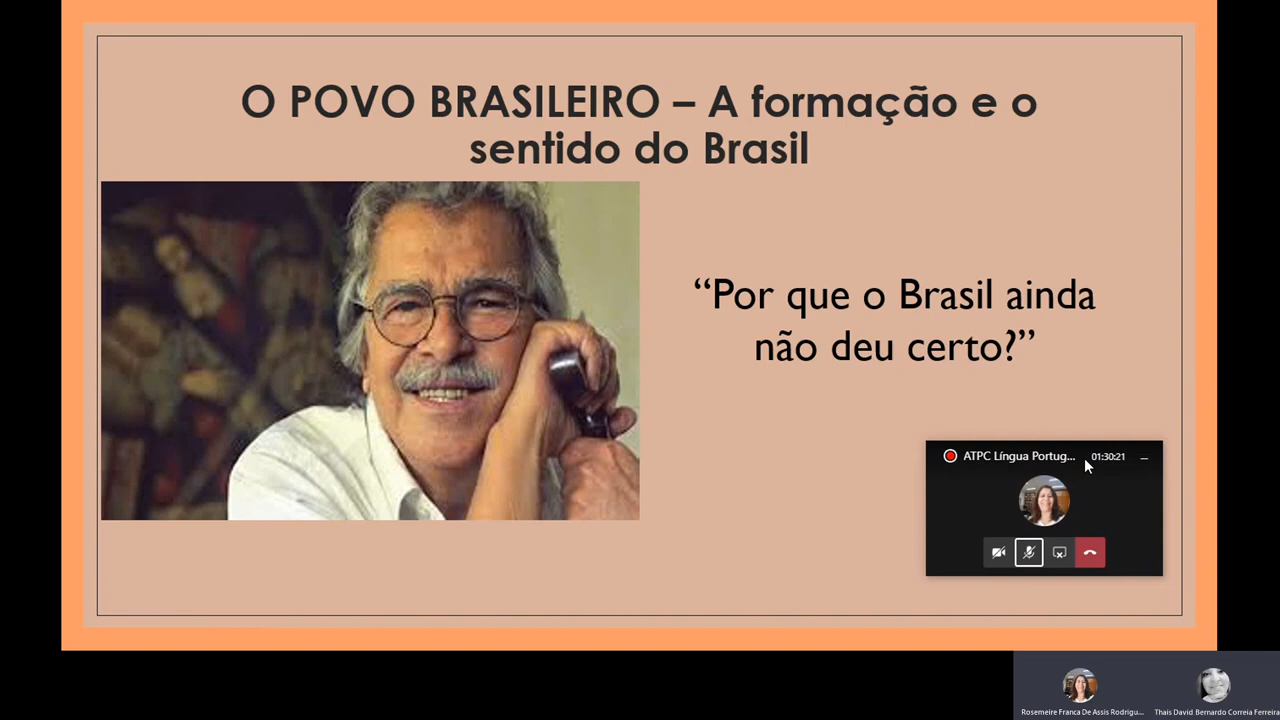 O POVO BRASILEIRO – A formação e o
sentido do Brasil
“Por que o Brasil ainda
não deu certo?”
ATPC Língua Portug... 01:30:21
Rosemeire Franca De Assis Rodrigu...
Thais David Bernardo Correia Ferreira